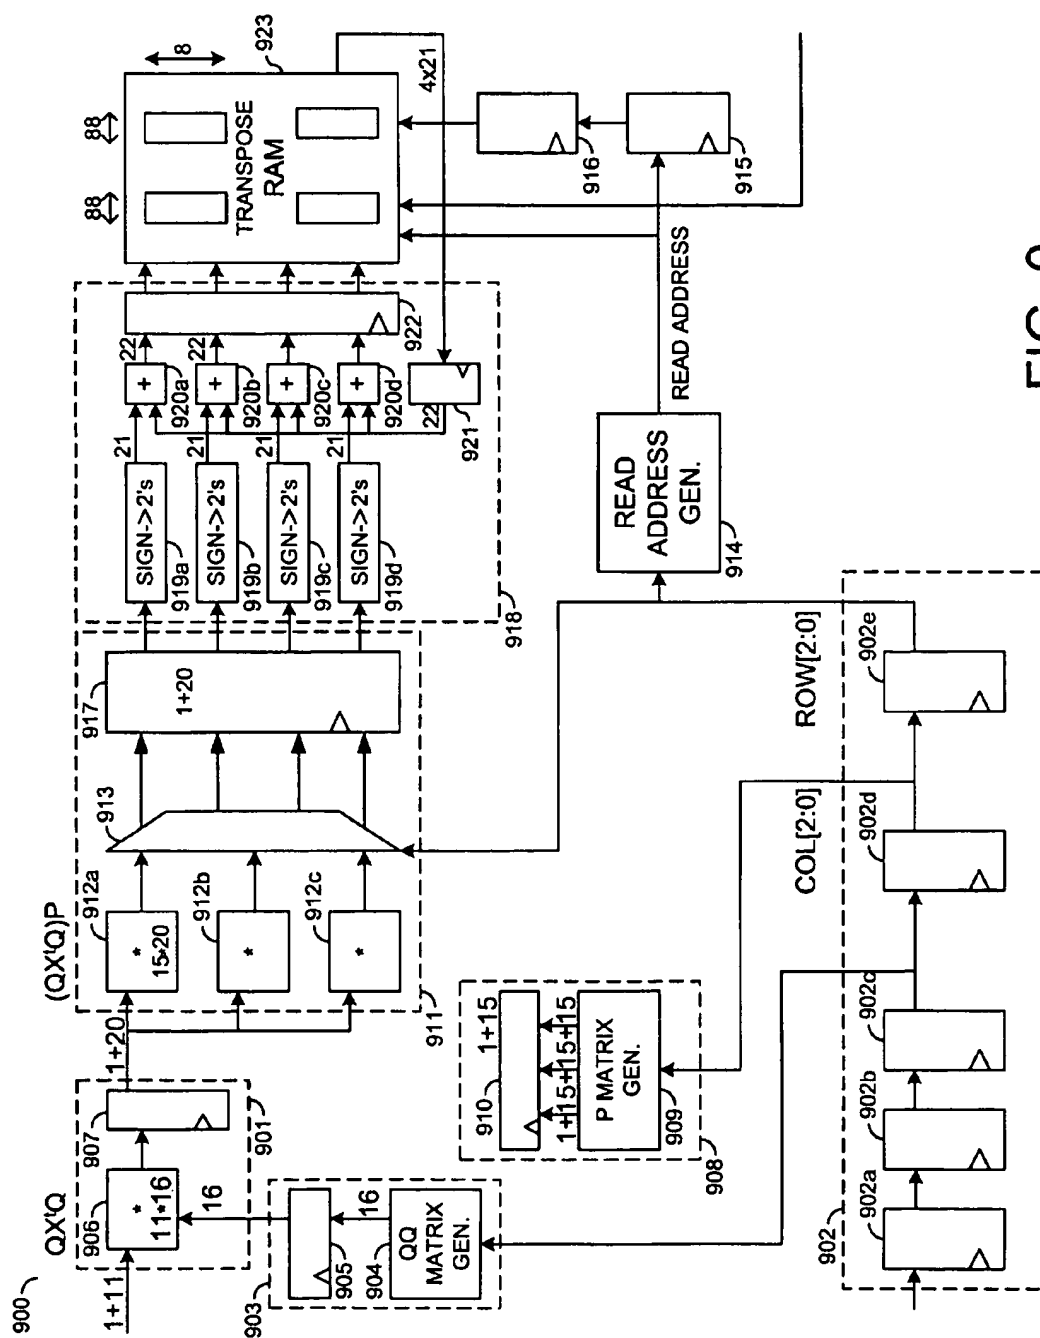 900
QX'Q
906
907
1+11
*
11*16
901
16
903
905
16
904
QQ
MATRIX
GEN.
1+20
(QX'Q)P
912a
*
15*20
912b
*
912c
*
913
911
917
1+20
910
1+15
1+15+15+15
P MATRIX
GEN.
909
908
SIGN->2's
919a
SIGN->2's
919b
SIGN->2's
919c
SIGN->2's
919d
918
21
21
21
21
+
920a
+
920b
+
920c
+
920d
22
22
22
921
922
TRANSPOSE
RAM
88
88
8
923
4x21
READ
ADDRESS
GEN.
914
READ ADDRESS
916
915
COL[2:0]
ROW[2:0]
902
902a
902b
902c
902d
902e